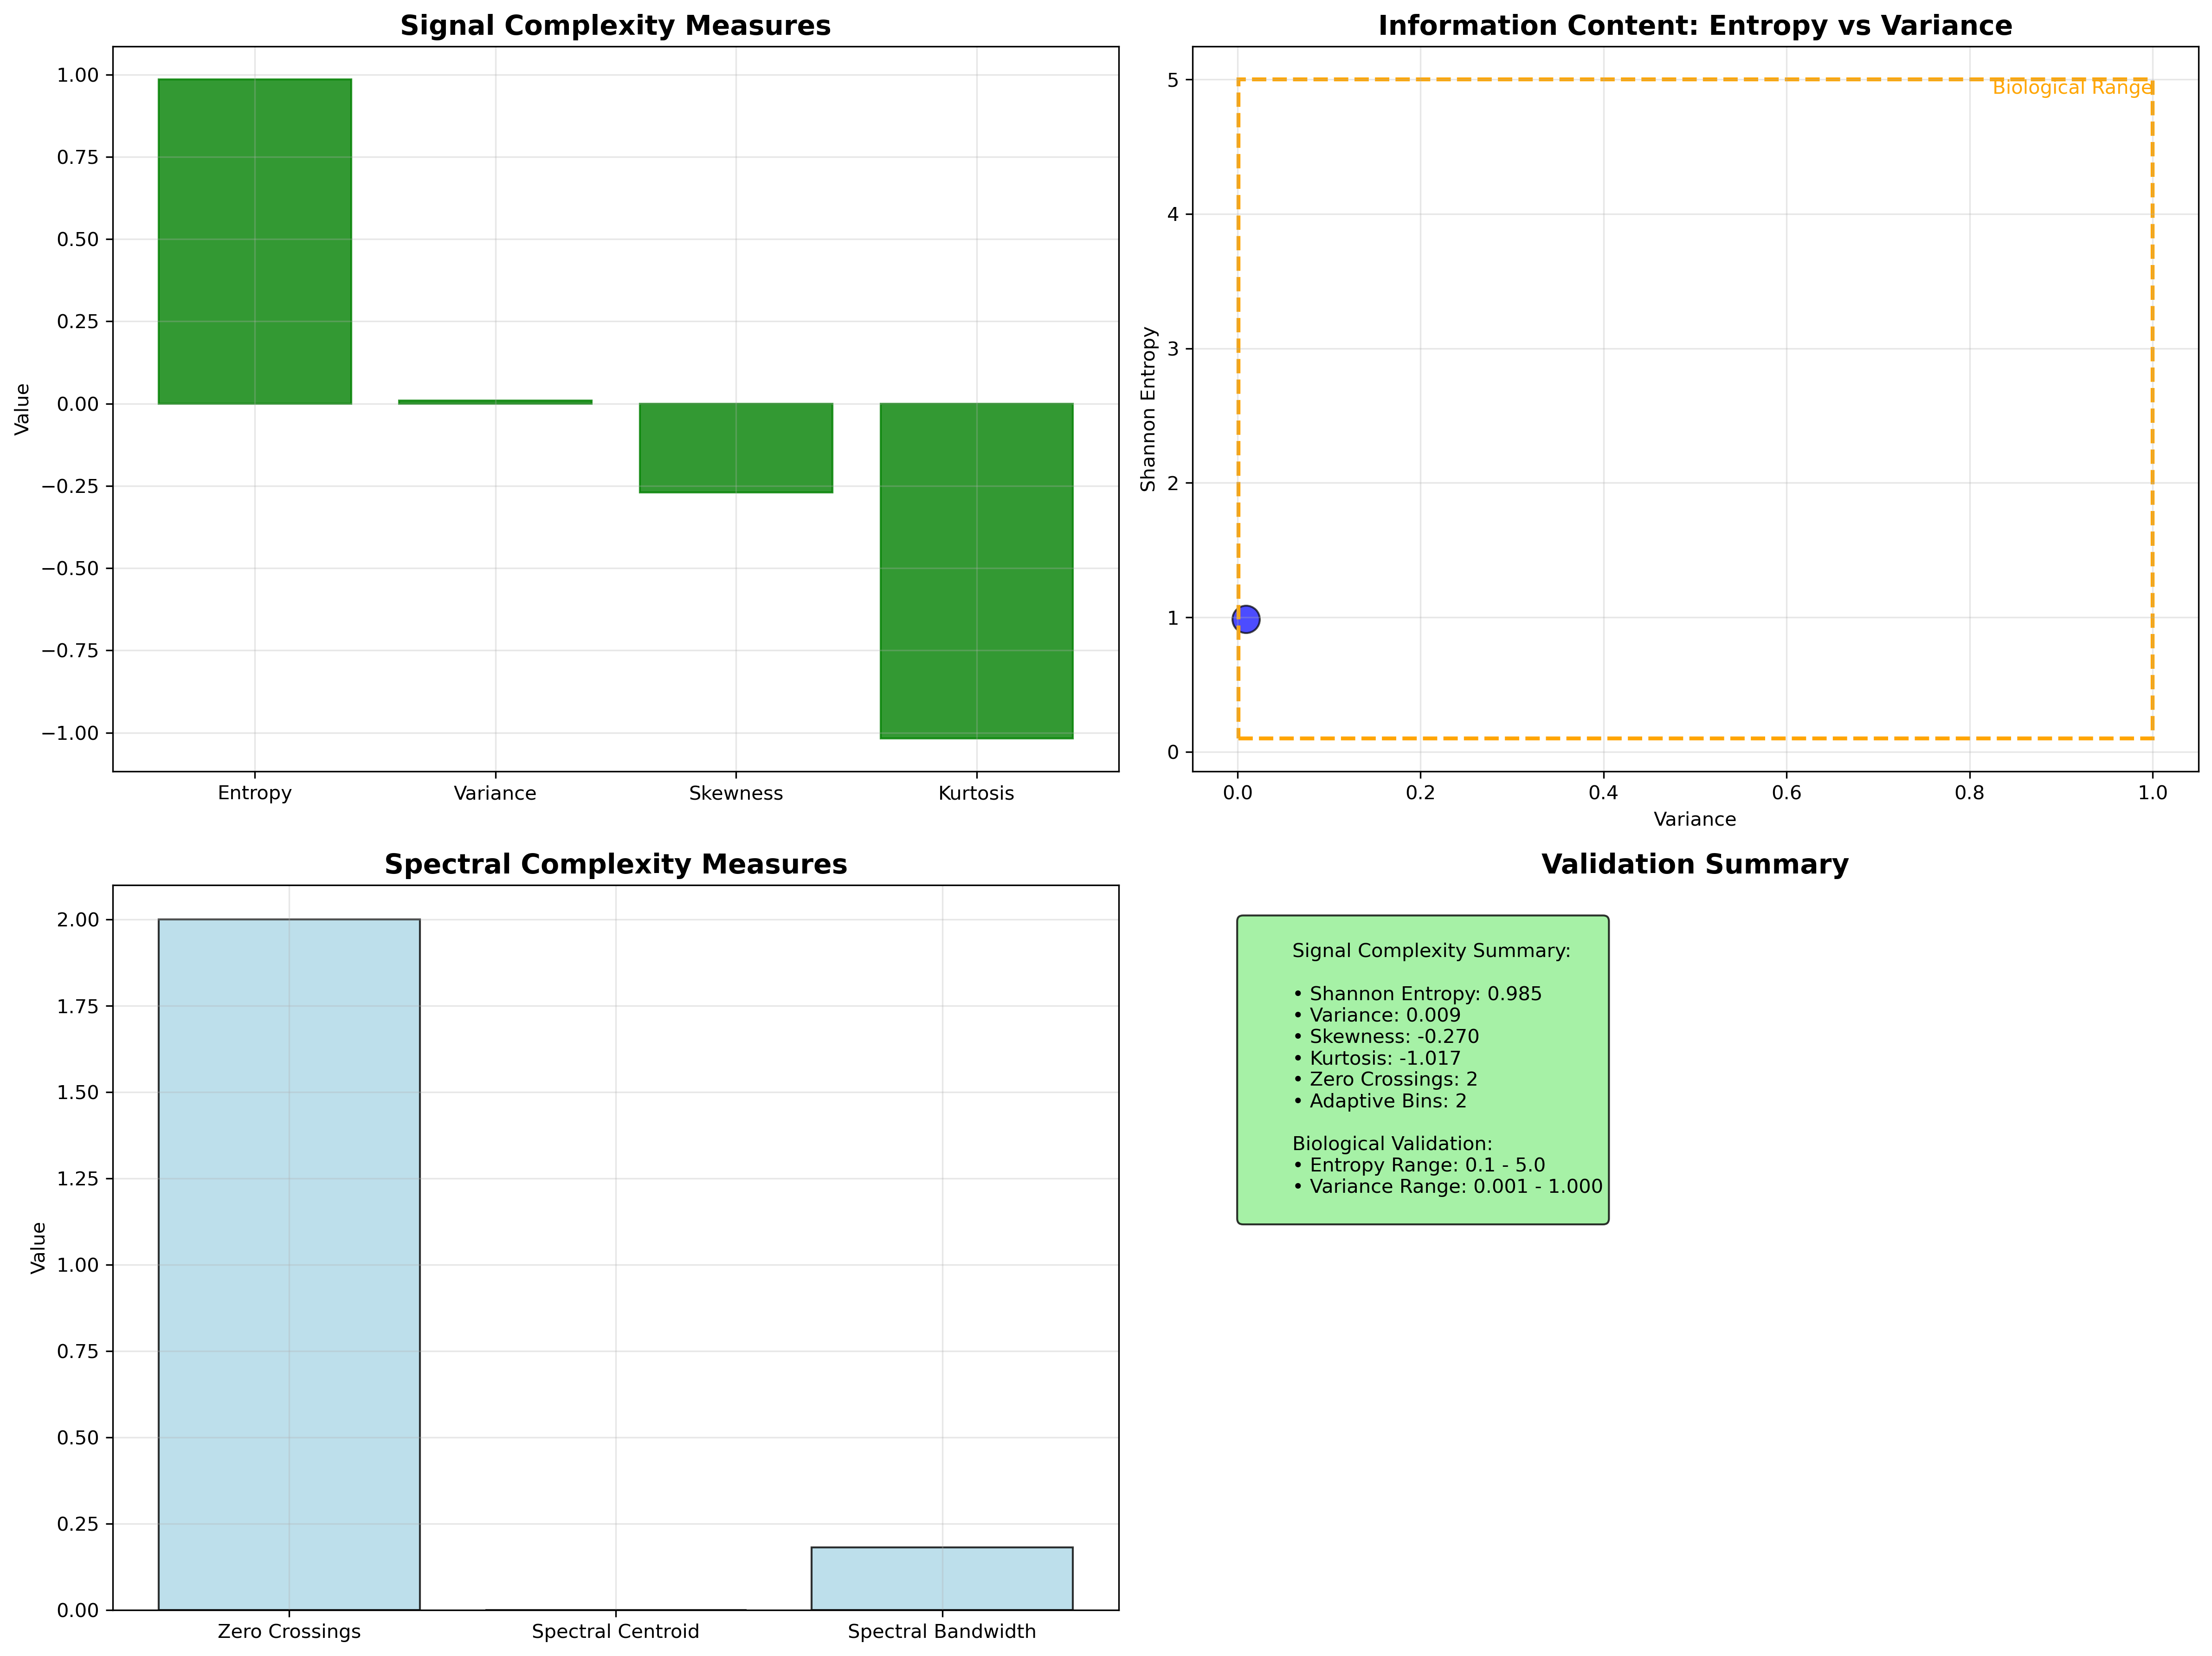 Signal Complexity Measures
1.00
0.75
0.50
0.25
0.00
−0.25
−0.50
−0.75
−1.00
Value
Entropy
Variance
Skewness
Kurtosis
Information Content: Entropy vs Variance
Biological Range
5
4
3
2
1
0
Shannon Entropy
0.0
0.2
0.4
0.6
0.8
1.0
Variance
Spectral Complexity Measures
2.00
1.75
1.50
1.25
1.00
0.75
0.50
0.25
0.00
Value
Zero Crossings
Spectral Centroid
Spectral Bandwidth
Validation Summary
Signal Complexity Summary:
• Shannon Entropy: 0.985
• Variance: 0.009
• Skewness: -0.270
• Kurtosis: -1.017
• Zero Crossings: 2
• Adaptive Bins: 2
Biological Validation:
• Entropy Range: 0.1 - 5.0
• Variance Range: 0.001 - 1.000